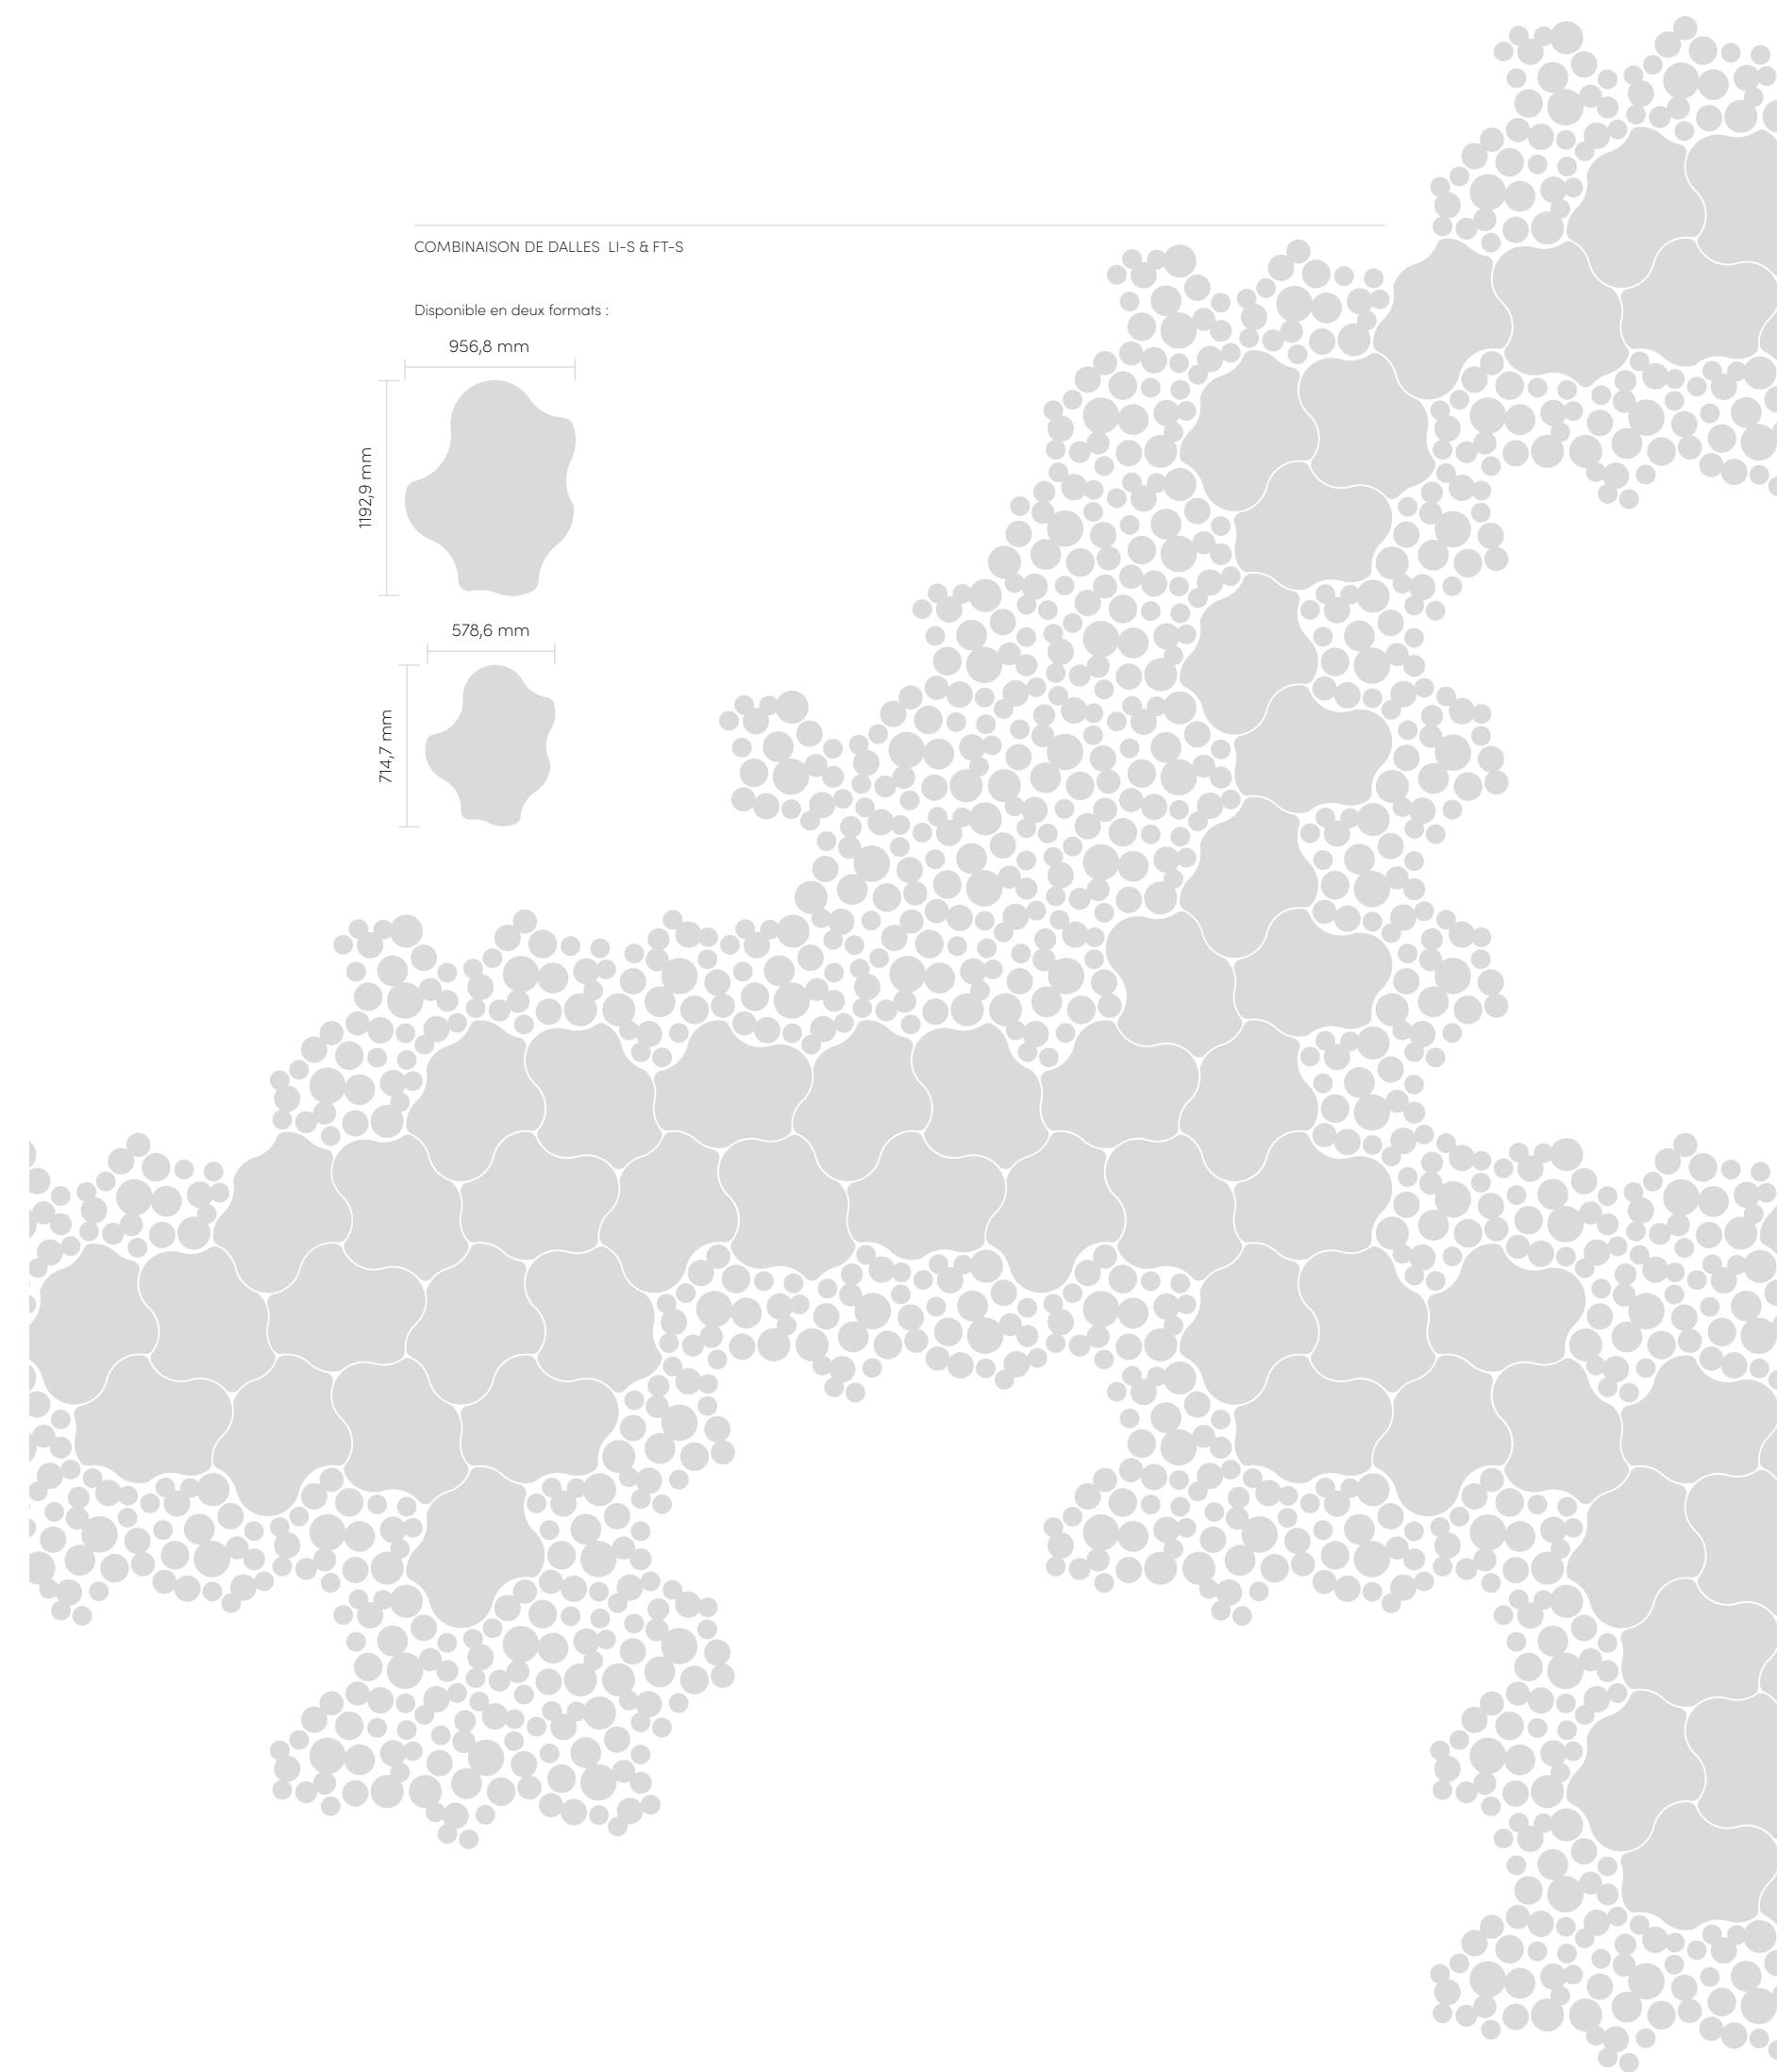 COMBINAISON DE DALLES  LI-S & FT-S
Disponible en deux formats :
956,8 mm
1192,9 mm
578,6 mm
714,7 mm